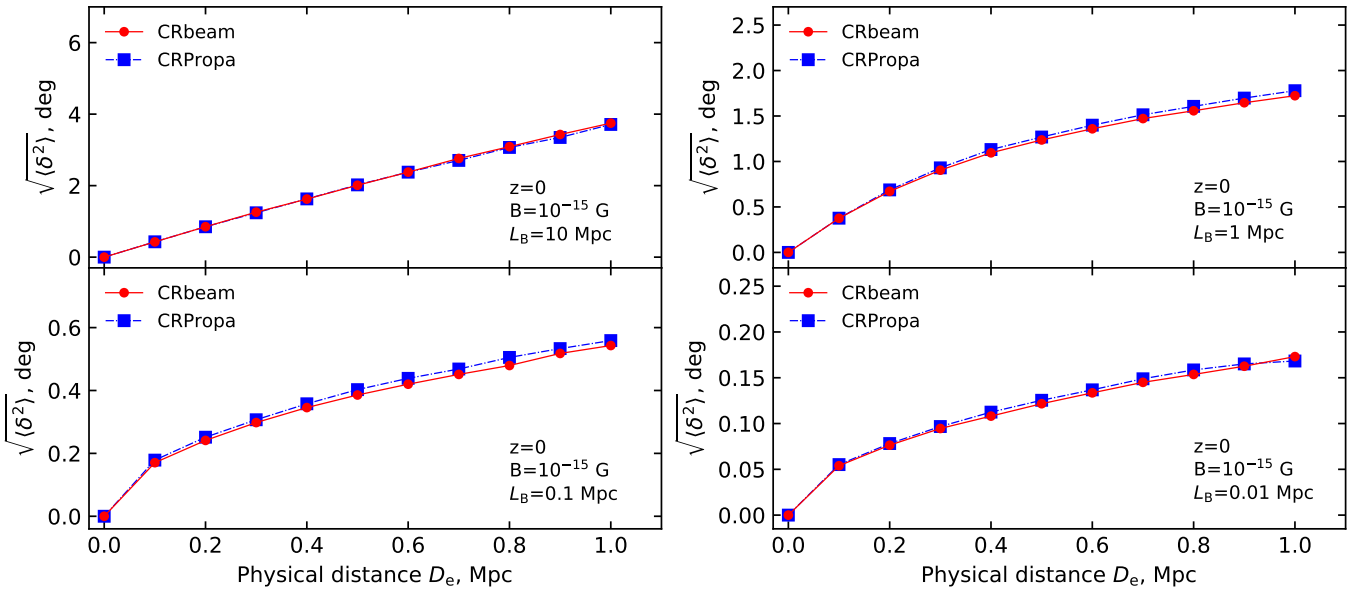 6
4
2
0
√⟨δ²⟩, deg
CRbeam
CRPropa
z=0
B=10⁻¹⁵ G
L_B=10 Mpc
2.5
2.0
1.5
1.0
0.5
0.0
√⟨δ²⟩, deg
CRbeam
CRPropa
z=0
B=10⁻¹⁵ G
L_B=1 Mpc
0.6
0.4
0.2
0.0
√⟨δ²⟩, deg
CRbeam
CRPropa
z=0
B=10⁻¹⁵ G
L_B=0.1 Mpc
0.0 0.2 0.4 0.6 0.8 1.0
Physical distance D_e, Mpc
0.25
0.20
0.15
0.10
0.05
0.00
√⟨δ²⟩, deg
CRbeam
CRPropa
z=0
B=10⁻¹⁵ G
L_B=0.01 Mpc
0.0 0.2 0.4 0.6 0.8 1.0
Physical distance D_e, Mpc